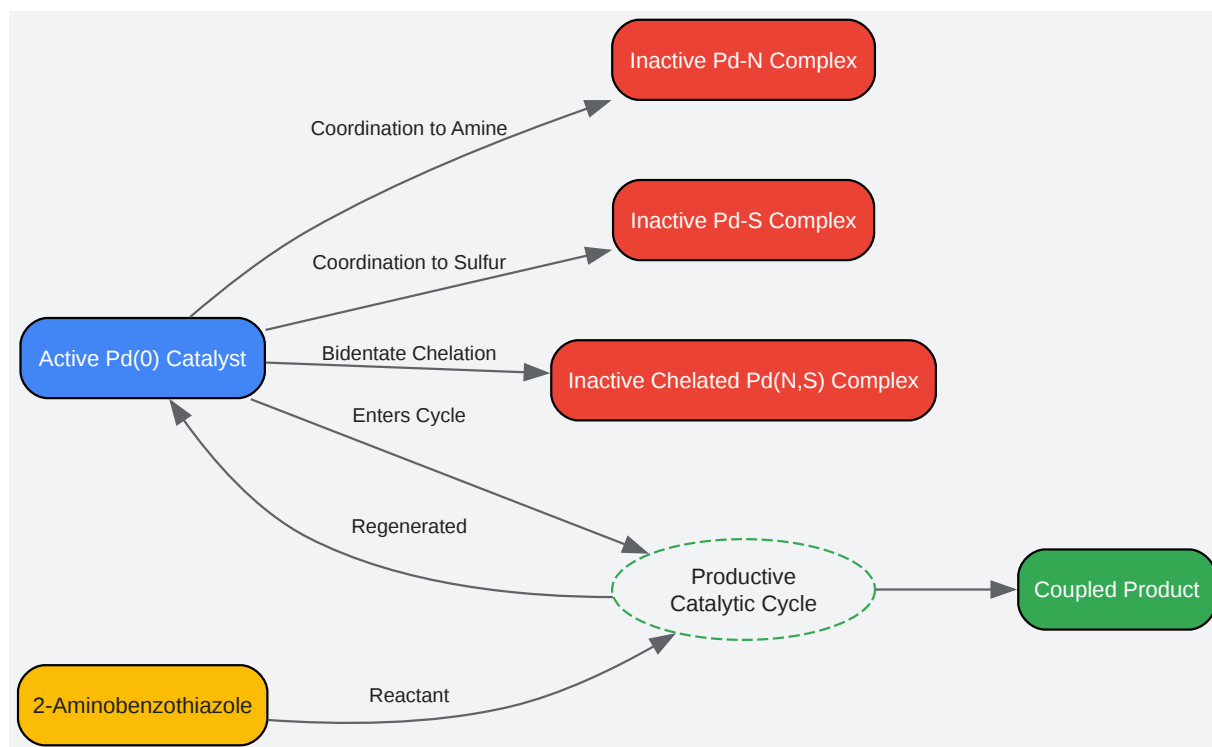 Inactive Pd-N Complex
Coordination to Amine
Inactive Pd-S Complex
Coordination to Sulfur
Active Pd(0) Catalyst
Bidentate Chelation
Inactive Chelated Pd(N,S) Complex
Enters Cycle
Regenerated
Productive
Catalytic Cycle
Coupled Product
2-Aminobenzothiazole
Reactant